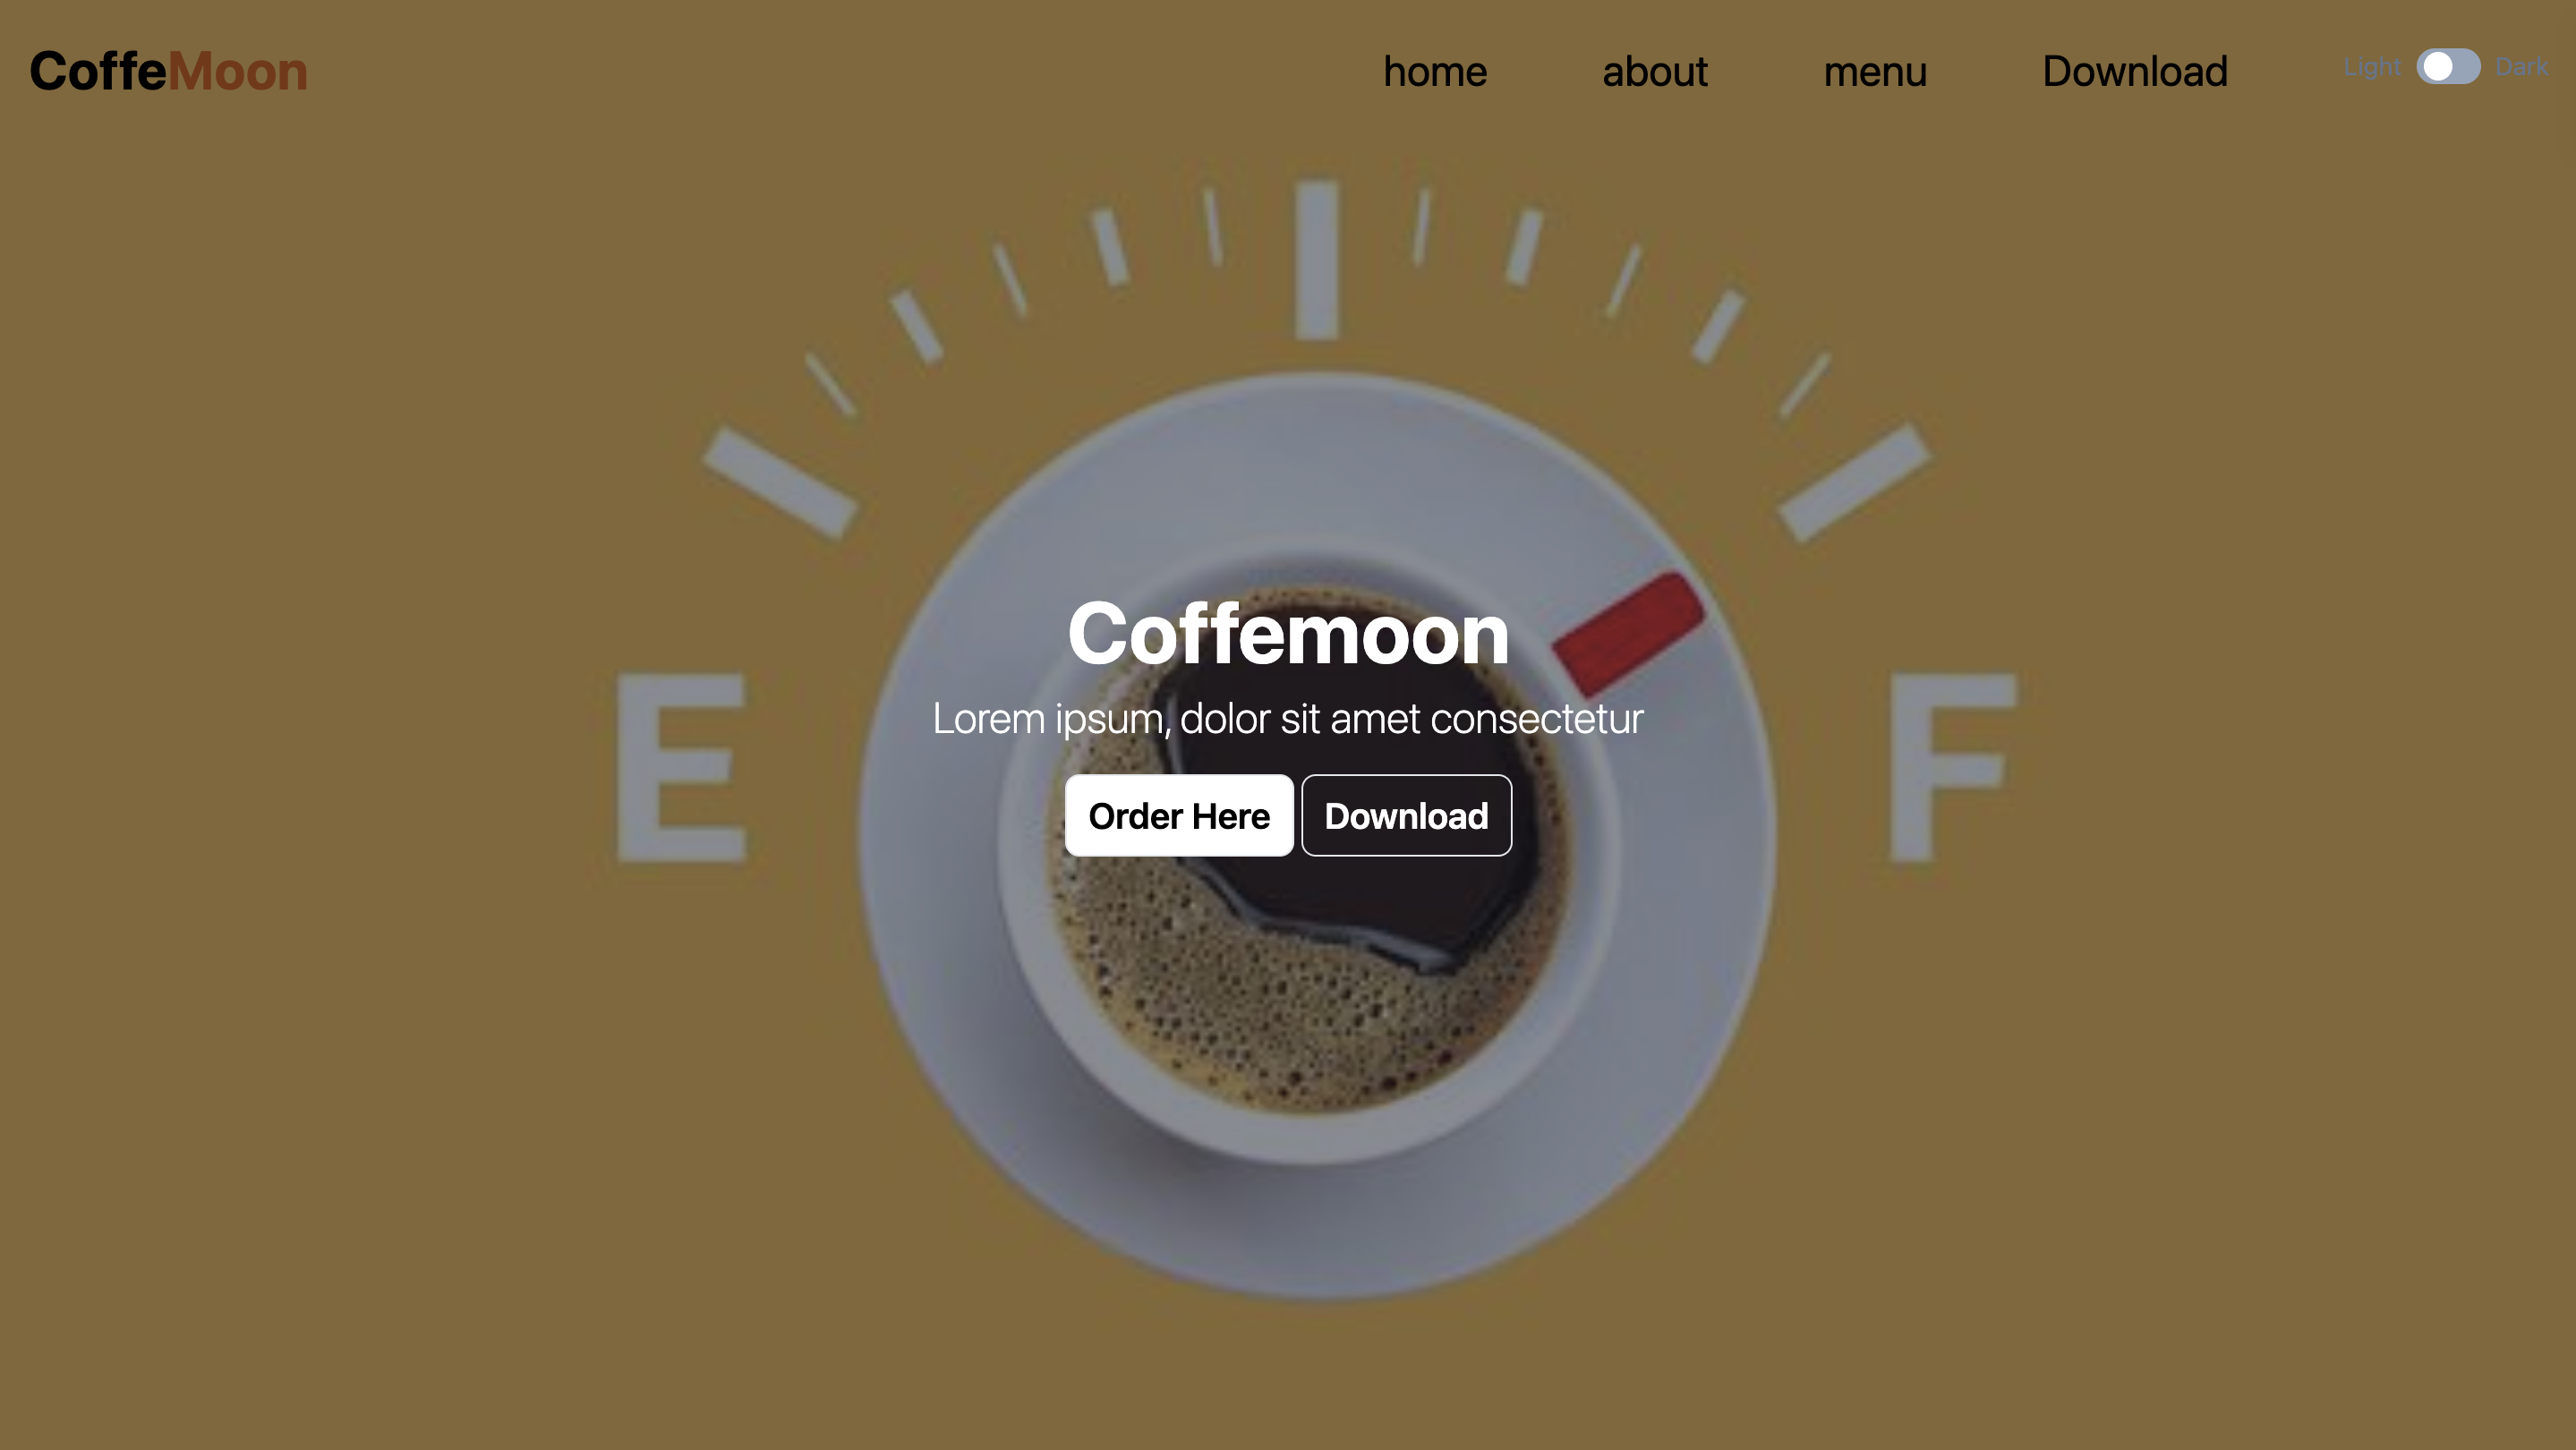 CoffeMoon
home about menu Download Light Dark
E F
Coffemoon
Lorem ipsum, dolor sit amet consectetur
Order Here Download